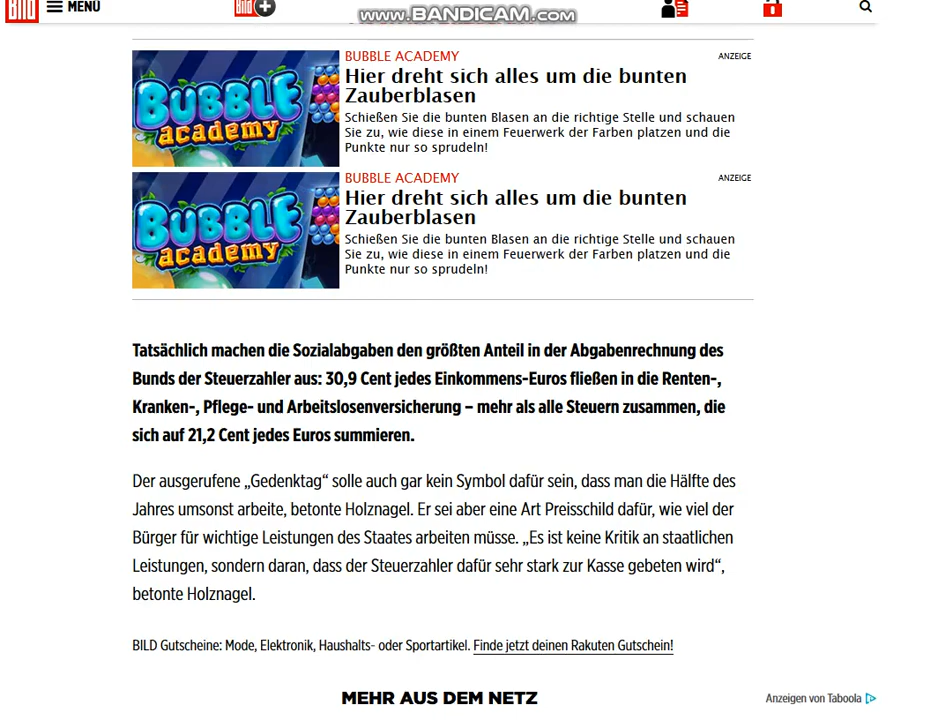 BILD MENÜ Bild+ www.BANDICAM.com
BUBBLE ACADEMY ANZEIGE
Hier dreht sich alles um die bunten
Zauberblasen
Schießen Sie die bunten Blasen an die richtige Stelle und schauen
Sie zu, wie diese in einem Feuerwerk der Farben platzen und die
Punkte nur so sprudeln!
BUBBLE
academy
BUBBLE ACADEMY ANZEIGE
Hier dreht sich alles um die bunten
Zauberblasen
Schießen Sie die bunten Blasen an die richtige Stelle und schauen
Sie zu, wie diese in einem Feuerwerk der Farben platzen und die
Punkte nur so sprudeln!
BUBBLE
academy
Tatsächlich machen die Sozialabgaben den größten Anteil in der Abgabenrechnung des
Bunds der Steuerzahler aus: 30,9 Cent jedes Einkommens-Euros fließen in die Renten-,
Kranken-, Pflege- und Arbeitslosenversicherung – mehr als alle Steuern zusammen, die
sich auf 21,2 Cent jedes Euros summieren.
Der ausgerufene „Gedenktag“ solle auch gar kein Symbol dafür sein, dass man die Hälfte des
Jahres umsonst arbeite, betonte Holznagel. Er sei aber eine Art Preisschild dafür, wie viel der
Bürger für wichtige Leistungen des Staates arbeiten müsse. „Es ist keine Kritik an staatlichen
Leistungen, sondern daran, dass der Steuerzahler dafür sehr stark zur Kasse gebeten wird“,
betonte Holznagel.
BILD Gutscheine: Mode, Elektronik, Haushalts- oder Sportartikel. Finde jetzt deinen Rakuten Gutschein!
MEHR AUS DEM NETZ Anzeigen von Taboola